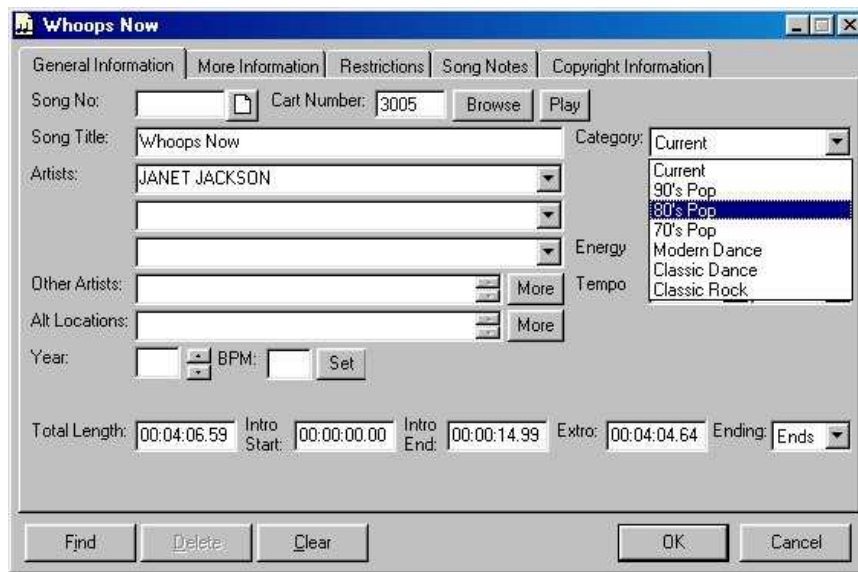 Whoops Now
General Information More Information Restrictions Song Notes Copyright Information
Song No: Cart Number: 3005 Browse Play
Song Title: Whoops Now Category: Current
Artists: JANET JACKSON
Current
90's Pop
80's Pop
70's Pop
Energy Modern Dance
Classic Dance
Other Artists: More Tempo Classic Rock
Alt Locations: More
Year: BPM: Set
Total Length: 00:04:06.59 Intro Start: 00:00:00.00 Intro End: 00:00:14.99 Extro: 00:04:04.64 Ending: Ends
Find Delete Clear OK Cancel